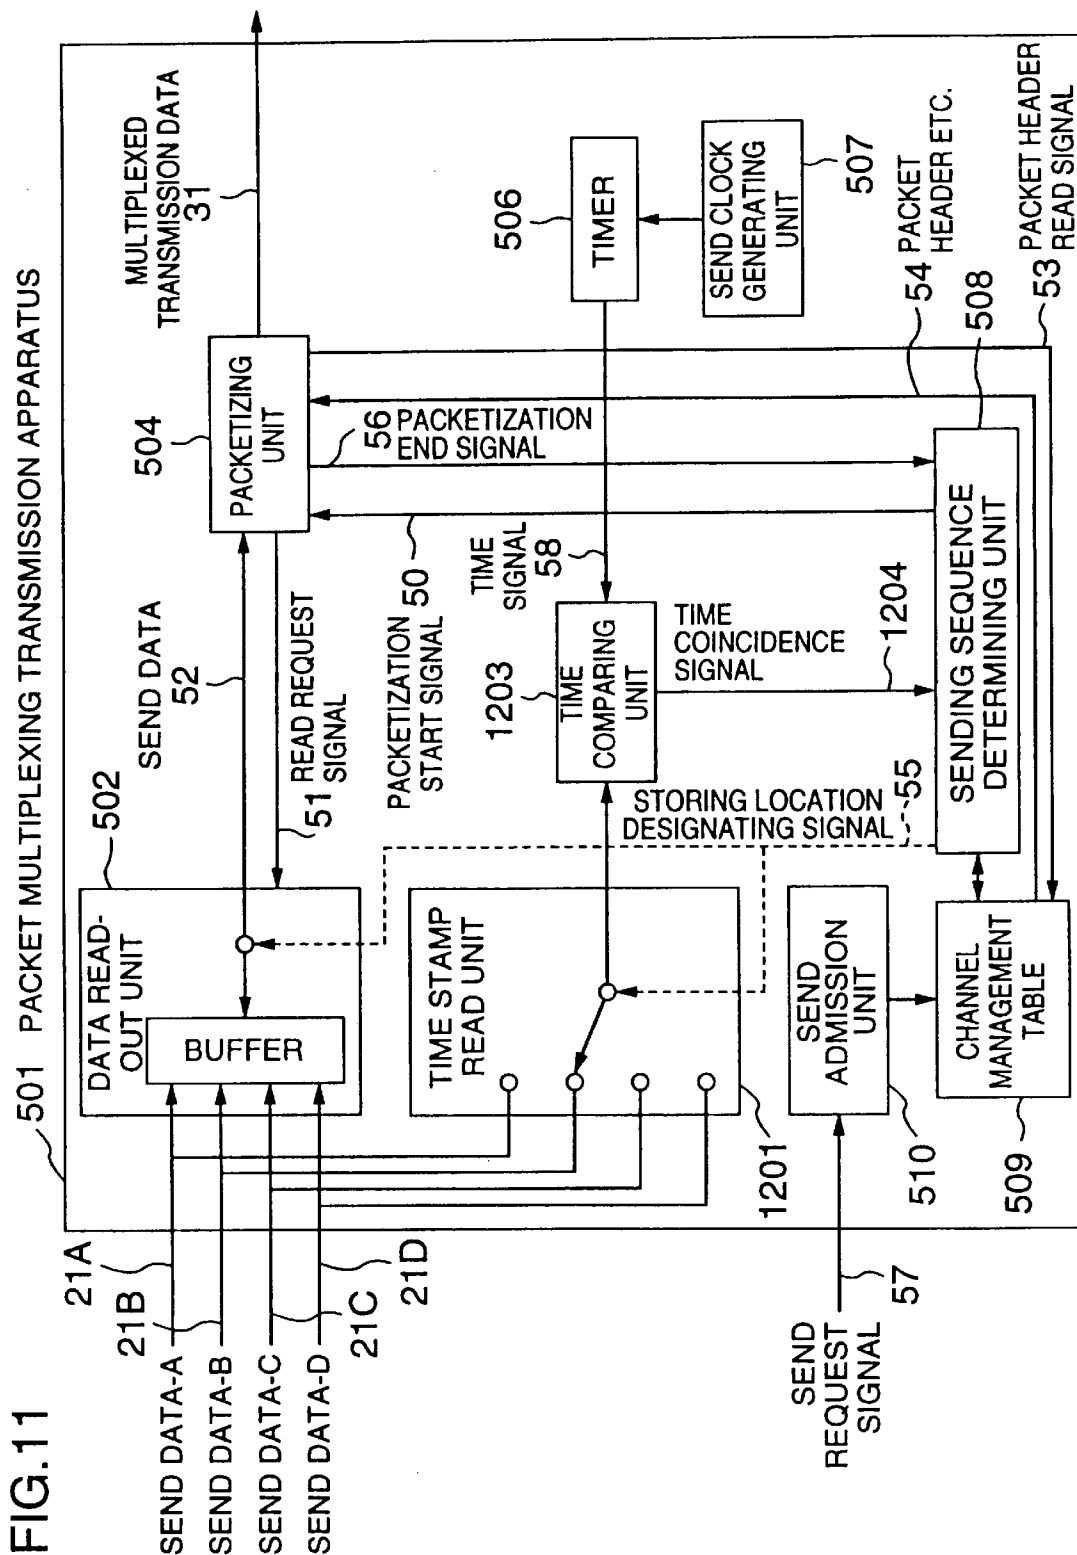 FIG.11
501 PACKET MULTIPLEXING TRANSMISSION APPARATUS
SEND DATA-A
SEND DATA-B
SEND DATA-C
SEND DATA-D
21A
21B
21C
21D
502
DATA READ-
OUT UNIT
BUFFER
SEND DATA
52
51 READ REQUEST
SIGNAL
504
PACKETIZING
UNIT
MULTIPLEXED
TRANSMISSION DATA
31
PACKETIZATION
START SIGNAL 50
56 PACKETIZATION
END SIGNAL
TIME STAMP
READ UNIT
1201
1203
TIME
COMPARING
UNIT
TIME
SIGNAL
58
506
TIMER
SEND CLOCK
GENERATING
UNIT
507
TIME
COINCIDENCE
SIGNAL
1204
STORING LOCATION
DESIGNATING SIGNAL
55
SEND
REQUEST
SIGNAL
57
SEND
ADMISSION
UNIT
510
CHANNEL
MANAGEMENT
TABLE
509
SENDING SEQUENCE
DETERMINING UNIT
508
54 PACKET
HEADER ETC.
53 PACKET HEADER
READ SIGNAL